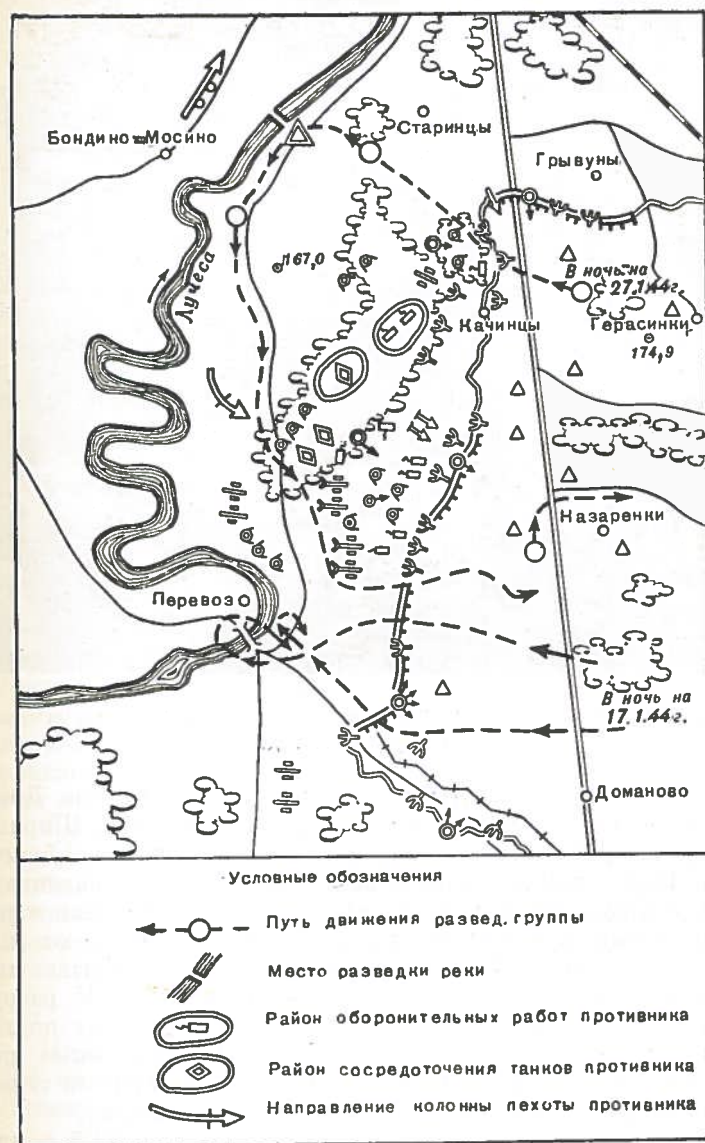 Старинцы
Бондино-Мосино
Грывуны
Лучеса
167,0
В ночь на
27.1.44г.
Качинцы
Герасинки
174,9
Назаренки
Перевоз
В ночь на
17.1.44г.
Доманово
Условные обозначения
Путь движения развед. группы
Место разведки реки
Район оборонительных работ противника
Район сосредоточения танков противника
Направление колонны пехоты противника